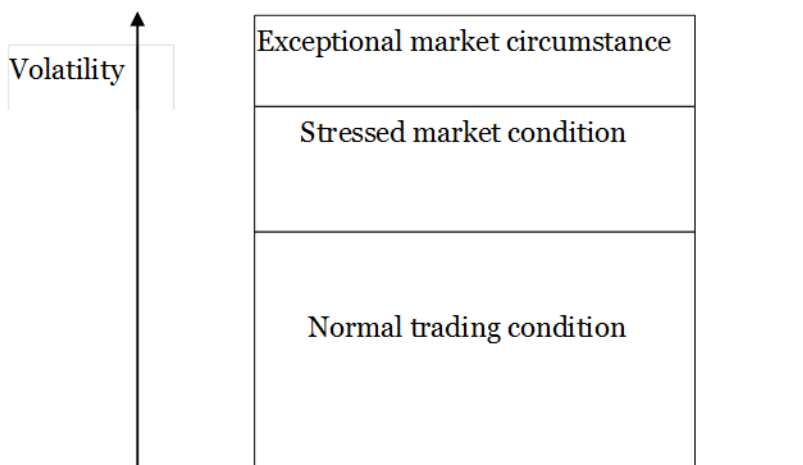 Exceptional market circumstance
Volatility
Stressed market condition
Normal trading condition